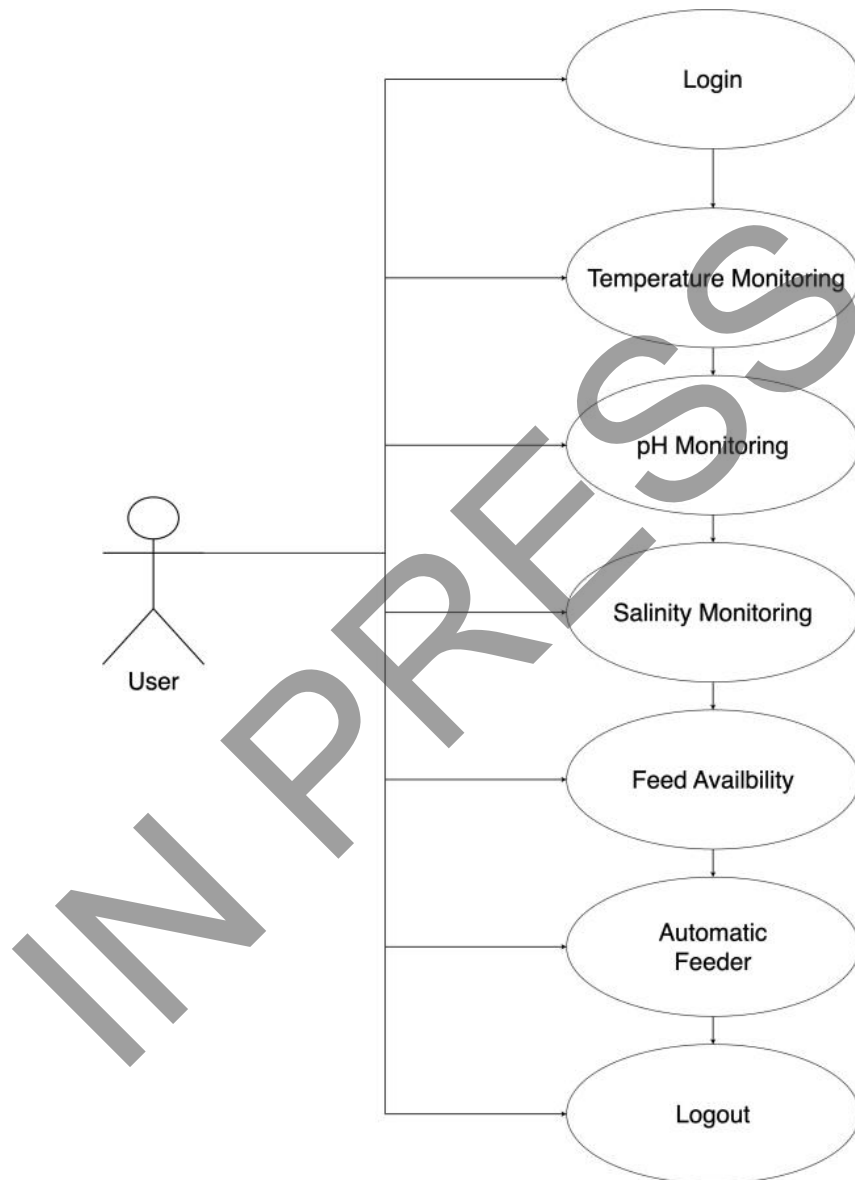 Login
Temperature Monitoring
pH Monitoring
Salinity Monitoring
User
Feed Availbility
Automatic
Feeder
Logout
IN PRESS